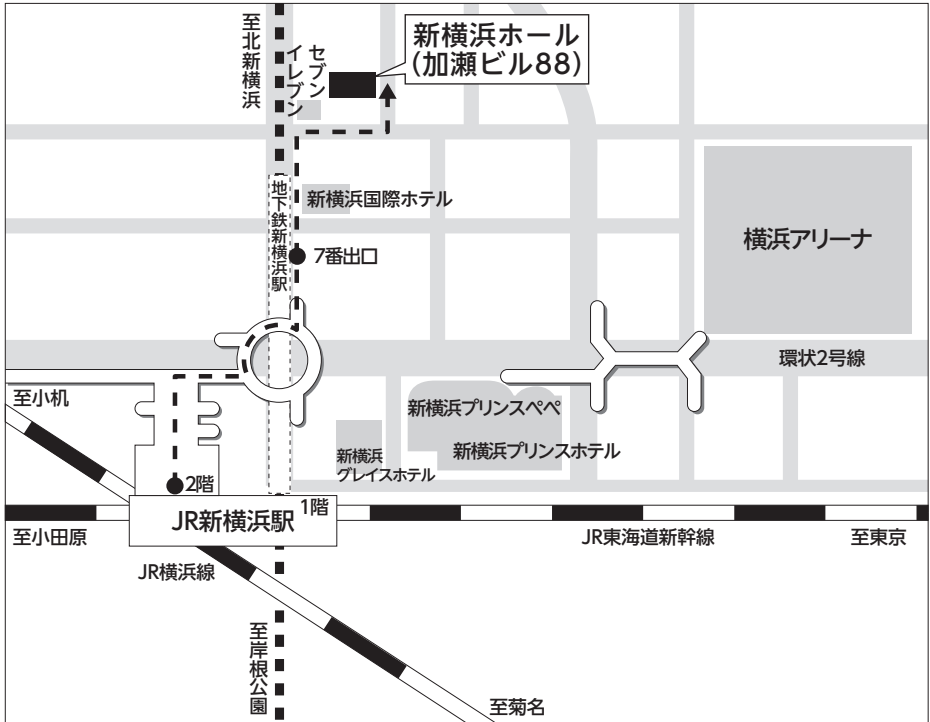 至北新横浜
セブン
イレブン
新横浜ホール
(加瀬ビル88)
地下鉄新横浜駅
新横浜国際ホテル
7番出口
横浜アリーナ
環状2号線
至小机
新横浜プリンスペペ
新横浜プリンスホテル
新横浜
グレイスホテル
2階
1階
JR新横浜駅
至小田原
JR東海道新幹線
至東京
JR横浜線
至岸根公園
至菊名